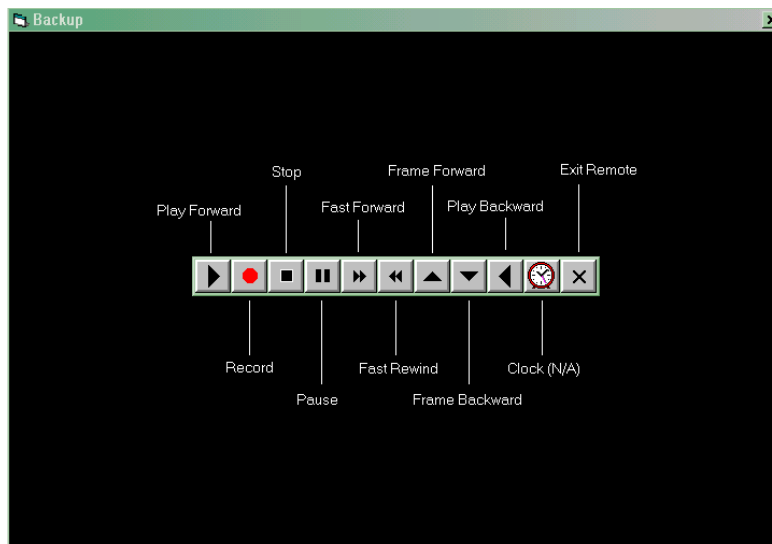 Backup
Stop
Frame Forward
Exit Remote
Play Forward
Fast Forward
Play Backward
Record
Fast Rewind
Clock (N/A)
Pause
Frame Backward